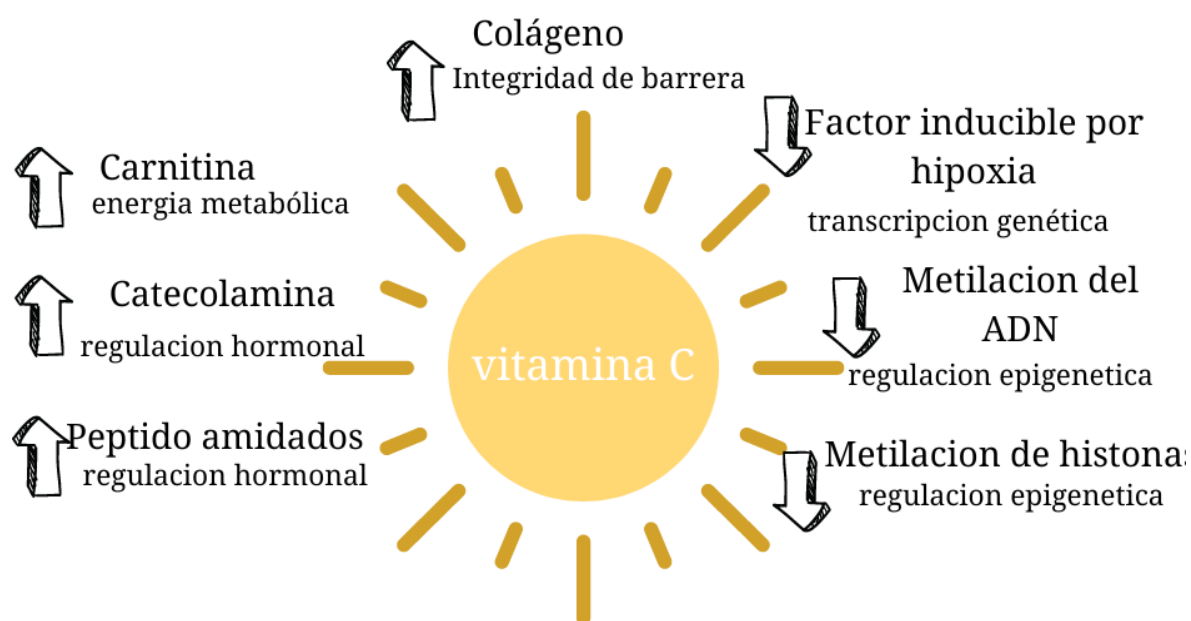 Colágeno
Integridad de barrera
Factor inducible por
hipoxia
transcripcion genética
Carnitina
energia metabólica
Catecolamina
regulacion hormonal
Metilacion del
ADN
regulacion epigenetica
vitamina C
Peptido amidados
regulacion hormonal
Metilacion de histonas
regulacion epigenetica